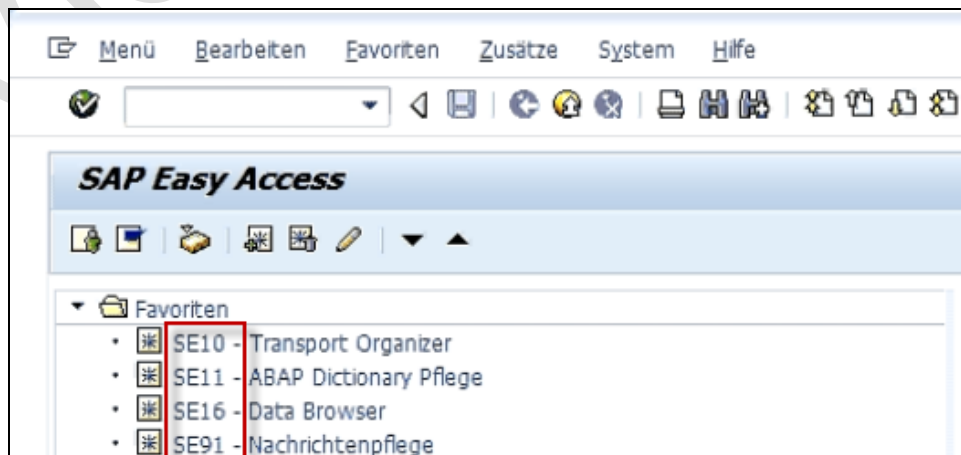 Menü Bearbeiten Favoriten Zusätze System Hilfe
SAP Easy Access
Favoriten
SE10 - Transport Organizer
SE11 - ABAP Dictionary Pflege
SE16 - Data Browser
SE91 - Nachrichtenpflege